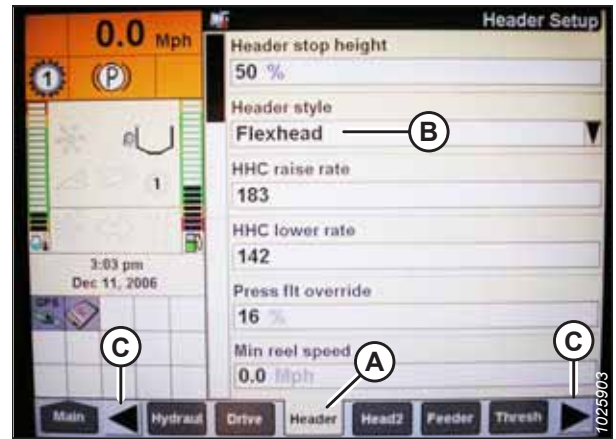 Header Setup
0.0 Mph
1 (P)
1
3:03 pm
Dec 11, 2006
GPS
Header stop height
50 %
Header style
Flexhead
B
HHC raise rate
183
HHC lower rate
142
Press flt override
16 %
Min reel speed
0.0 Mph
A
C
C
Main
Hydraul
Drive
Header
Head2
Feeder
Thresh
1025903